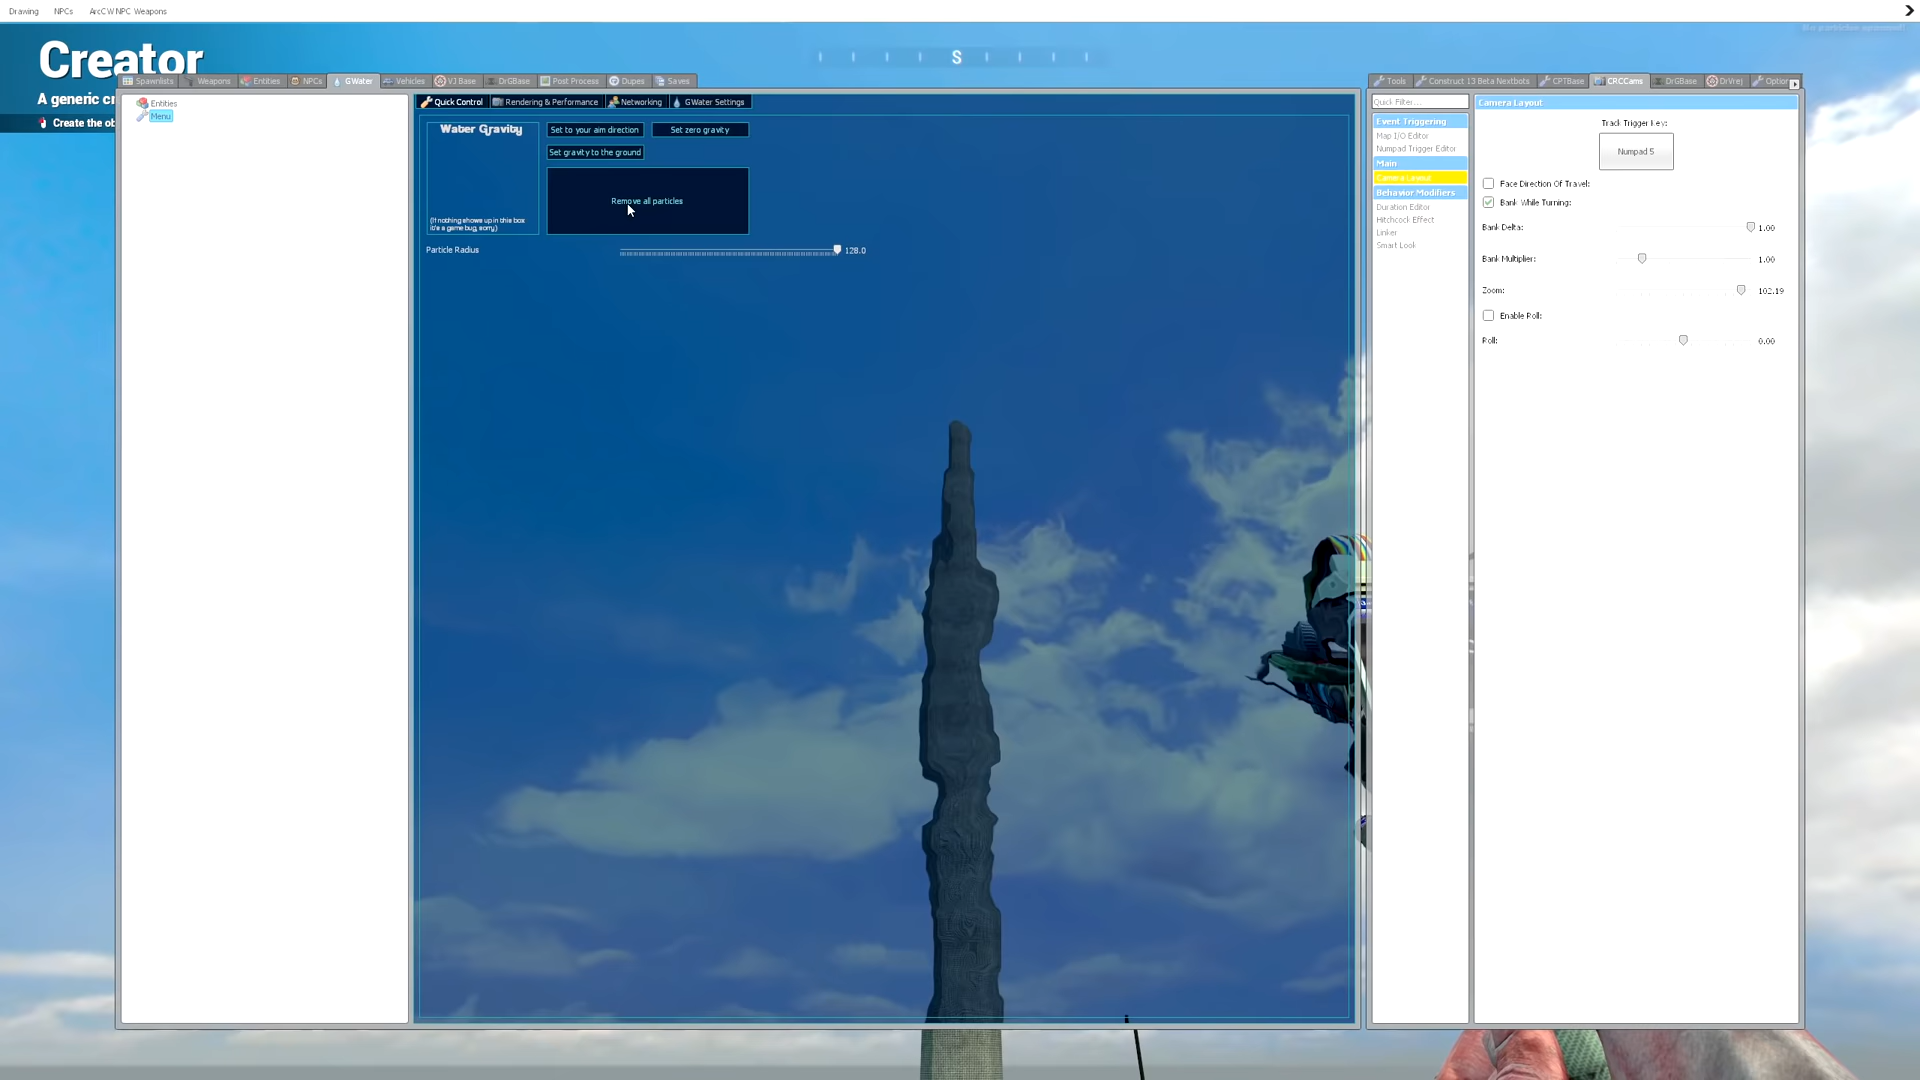 Drawing NPCs ArcCW NPC Weapons
S
Creator
A generic cr
Create the ob
Spawnlists Weapons Entities NPCs GWater Vehicles VJ Base DrGBase Post Process Dupes Saves
Entities
Menu
Quick Control Rendering & Performance Networking GWater Settings
Water Gravity
Set to your aim direction Set zero gravity
Set gravity to the ground
Remove all particles
(If nothing shows up in this box
it's a game bug, sorry)
Particle Radius 128.0
Tools Construct 13 Beta Nextbots CPTBase CRCCams DrGBase DrVrej Option
Quick Filter...
Event Triggering
Map I/O Editor
Numpad Trigger Editor
Main
Camera Layout
Behavior Modifiers
Duration Editor
Hitchcock Effect
Linker
Smart Look
Camera Layout
Track Trigger Key:
Numpad 5
Face Direction Of Travel:
Bank While Turning:
Bank Delta: 1.00
Bank Multiplier: 1.00
Zoom: 102.19
Enable Roll:
Roll: 0.00